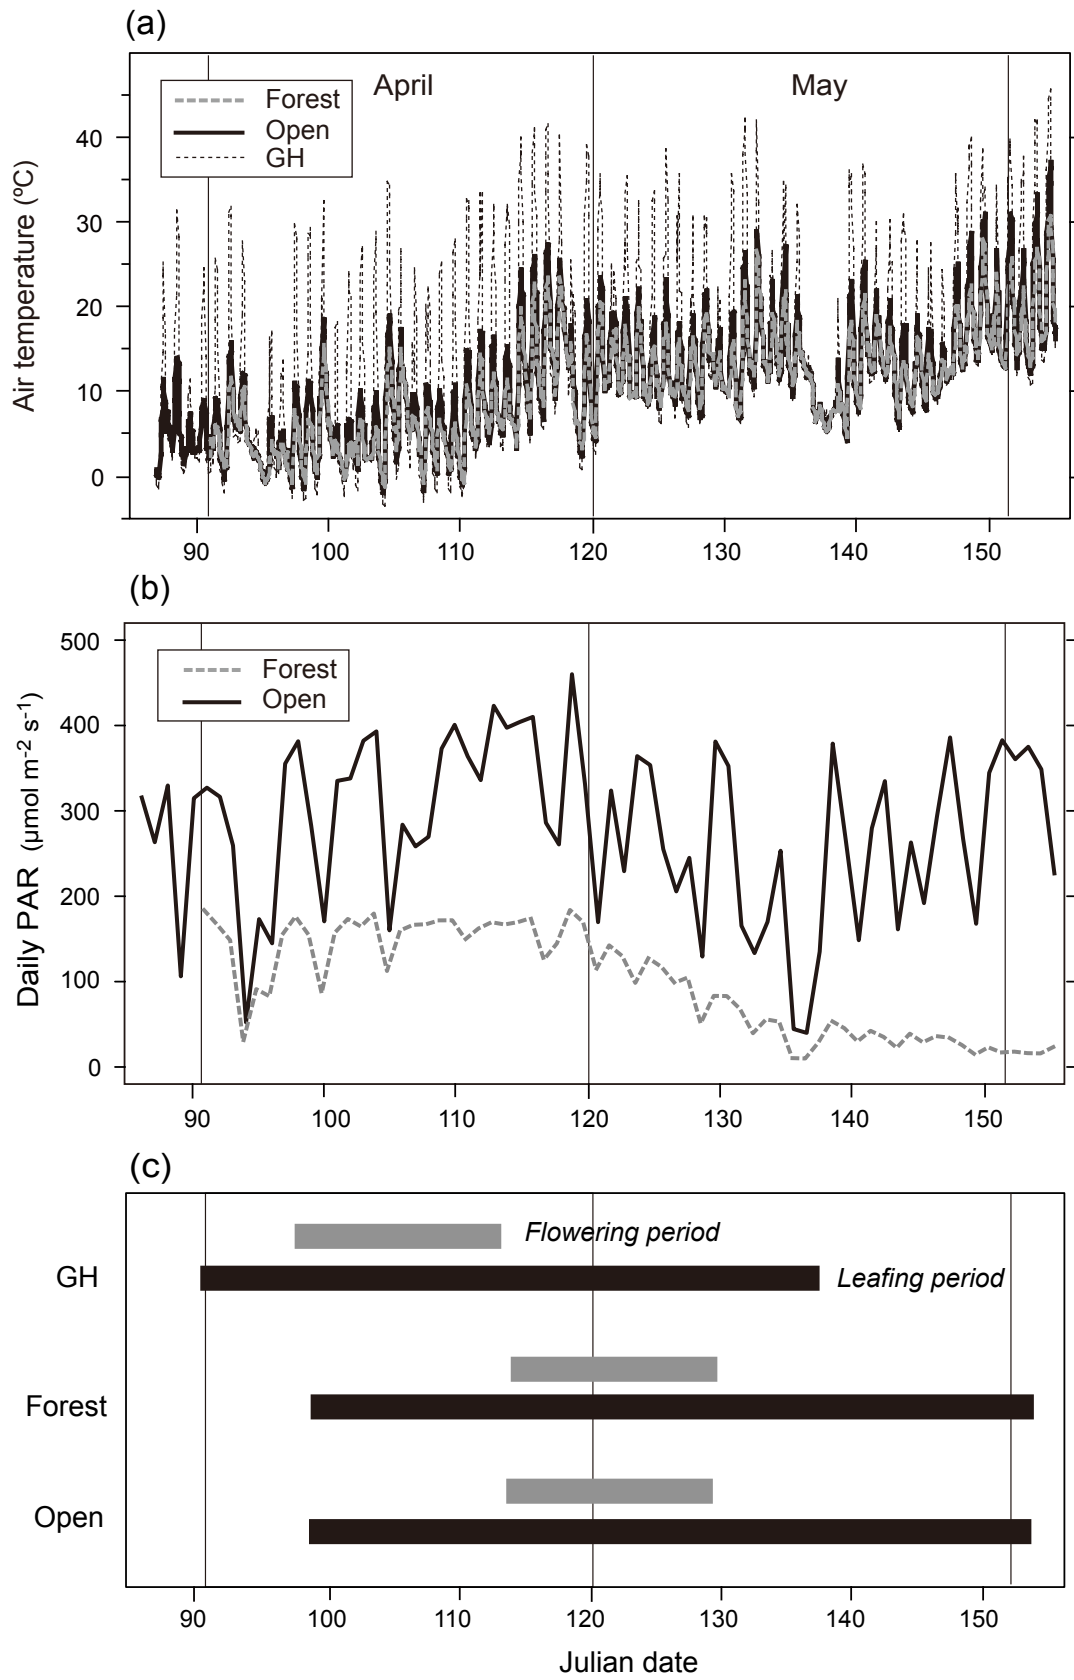 (a)
April
May
Forest
Open
GH
Air temperature (ºC)
40
30
20
10
0
90
100
110
120
130
140
150
(b)
Forest
Open
Daily PAR (μmol m-2 s-1)
500
400
300
200
100
0
90
100
110
120
130
140
150
(c)
Flowering period
GH
Leafing period
Forest
Open
90
100
110
120
130
140
150
Julian date